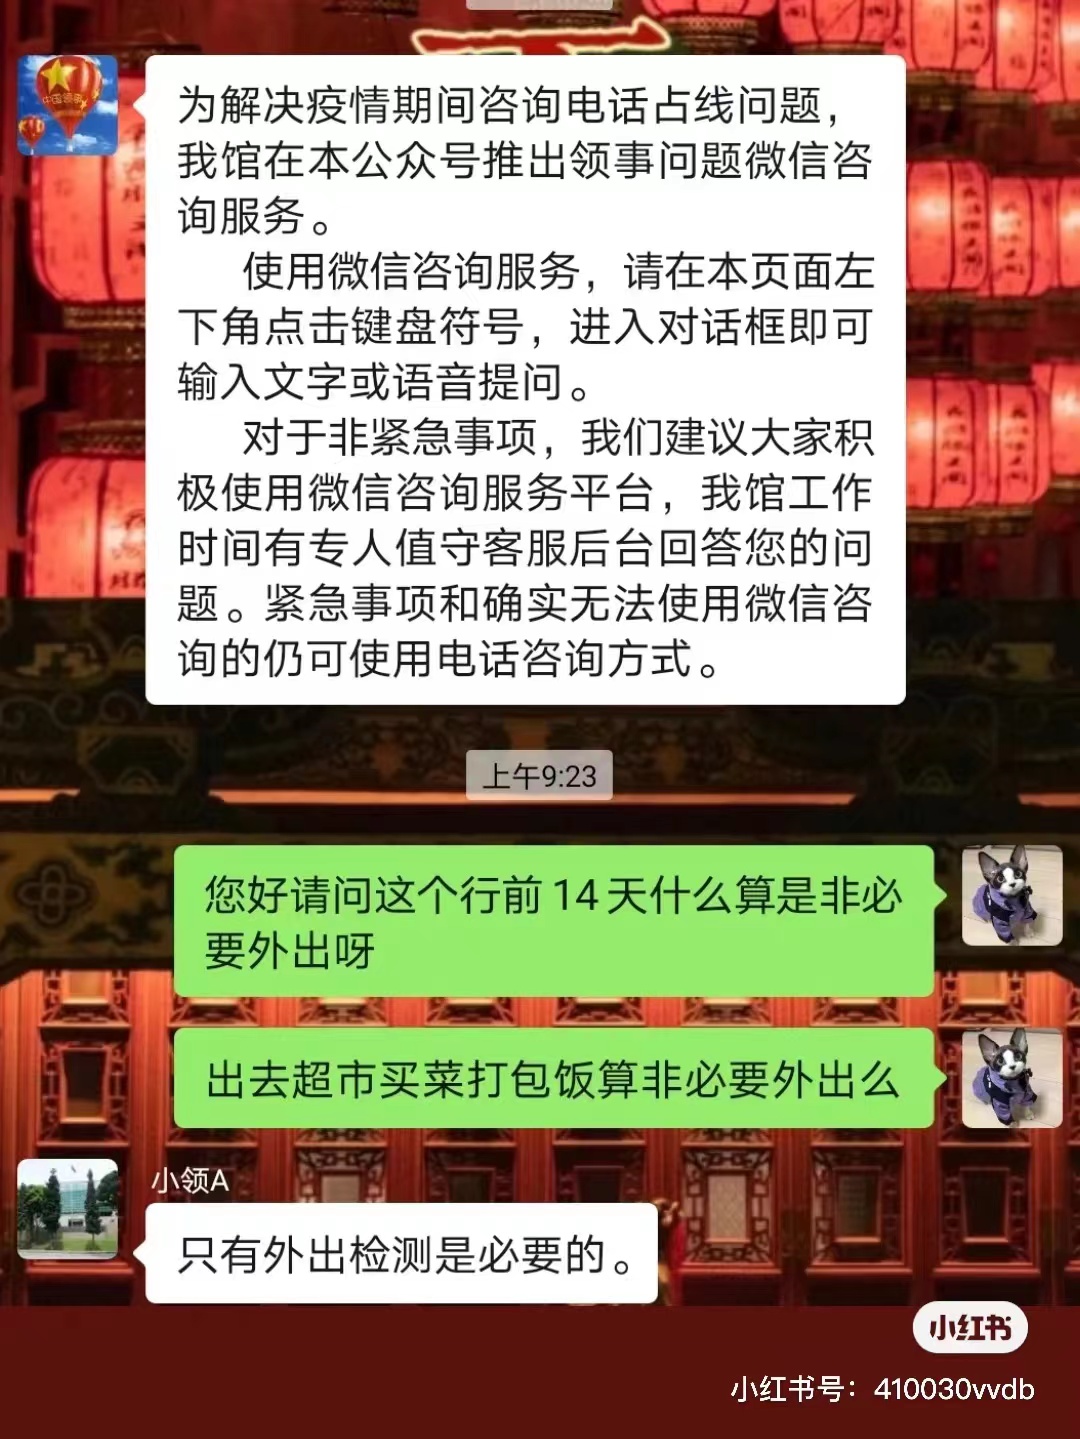 中国领事
为解决疫情期间咨询电话占线问题，
我馆在本公众号推出领事问题微信咨
询服务。
使用微信咨询服务，请在本页面左
下角点击键盘符号，进入对话框即可
输入文字或语音提问。
对于非紧急事项，我们建议大家积
极使用微信咨询服务平台，我馆工作
时间有专人值守客服后台回答您的问
题。紧急事项和确实无法使用微信咨
询的仍可使用电话咨询方式。
上午9:23
您好请问这个行前14天什么算是非必
要外出呀
出去超市买菜打包饭算非必要外出么
小领A
只有外出检测是必要的。
小红书
小红书号：410030vvdb